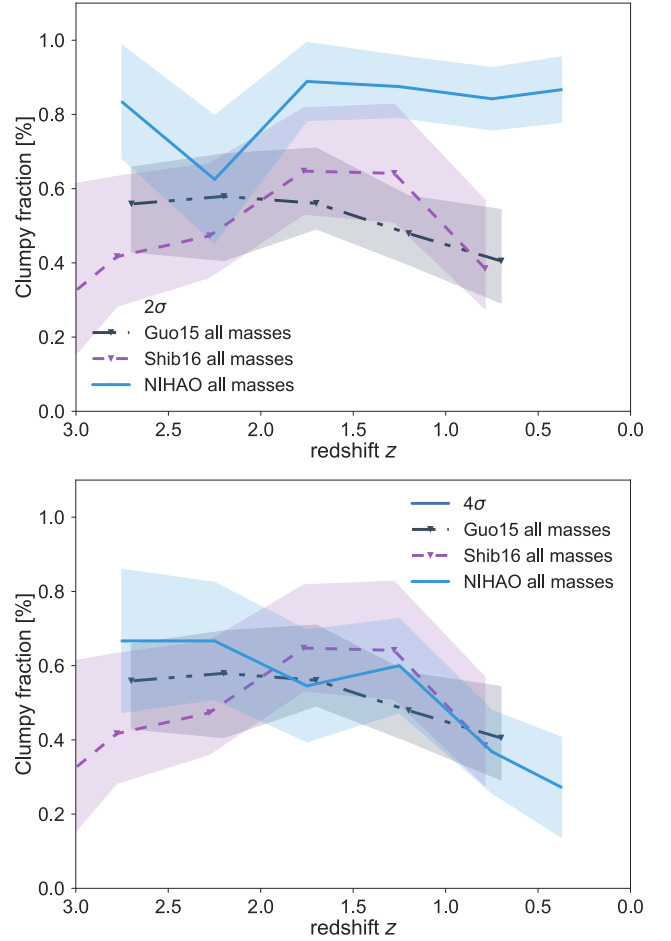 1.0
0.8
0.6
0.4
0.2
0.0
Clumpy fraction [%]
2σ
Guo15 all masses
Shib16 all masses
NIHAO all masses
3.0 2.5 2.0 1.5 1.0 0.5 0.0
redshift z
1.0
0.8
0.6
0.4
0.2
0.0
Clumpy fraction [%]
4σ
Guo15 all masses
Shib16 all masses
NIHAO all masses
3.0 2.5 2.0 1.5 1.0 0.5 0.0
redshift z